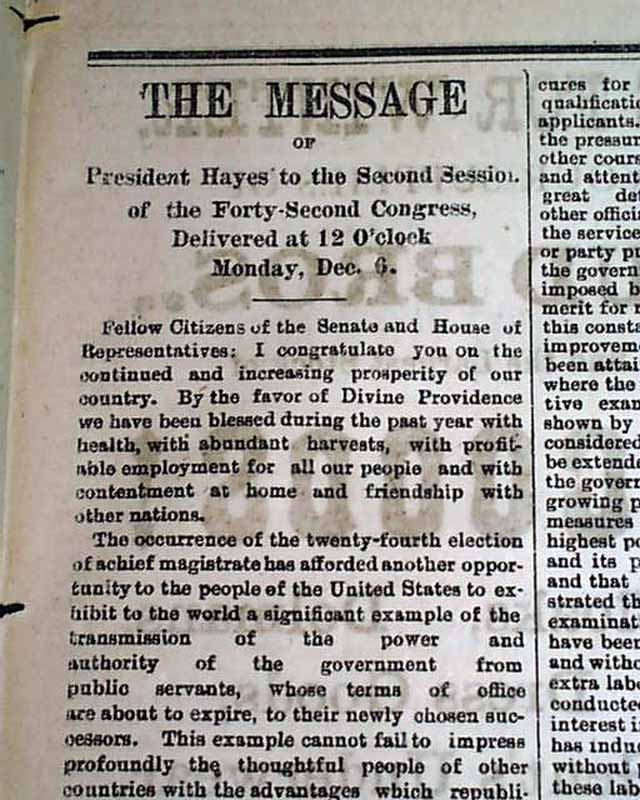 THE MESSAGE
OF
President Hayes to the Second Session
of the Forty-Second Congress,
Delivered at 12 O'clock
Monday, Dec. 6.
Fellow Citizens of the Senate and House of
Representatives: I congratulate you on the
continued and increasing prosperity of our
country. By the favor of Divine Providence
we have been blessed during the past year with
health, with abundant harvests, with profit-
able employment for all our people and with
contentment at home and friendship with
other nations.
The occurrence of the twenty-fourth election
of achief magistrate has afforded another oppor-
tunity to the people of the United States to ex-
hibit to the world a significant example of the
transmission of the power and
authority of the government from
public servants, whose terms of office
are about to expire, to their newly chosen suc-
cessors. This example cannot fail to impress
profoundly the thoughtful people of other
countries with the advantages which republi-
cures for
qualificati
applicants.
the pressur
other cours
and attent
great det
other offici
the service
or party pu
the govern
imposed b
merit for r
this consta
improveme
been attai
where the
tive exam
shown by
considered
be extende
the govern
growing p
measures
highest po
and its p
and that
strated th
examinati
have been
and witho
extra labo
conducted
interest i
has indu
without p
these lab